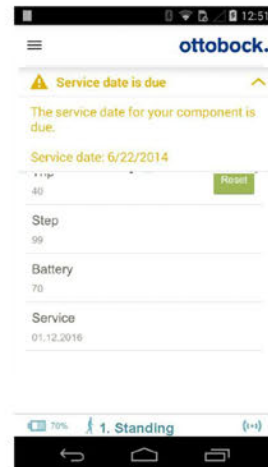 12:51
ottobock.
Service date is due
The service date for your component is
due.
Service date: 6/22/2014
Trip
40
Reset
Step
99
Battery
70
Service
01.12.2016
70%
1. Standing